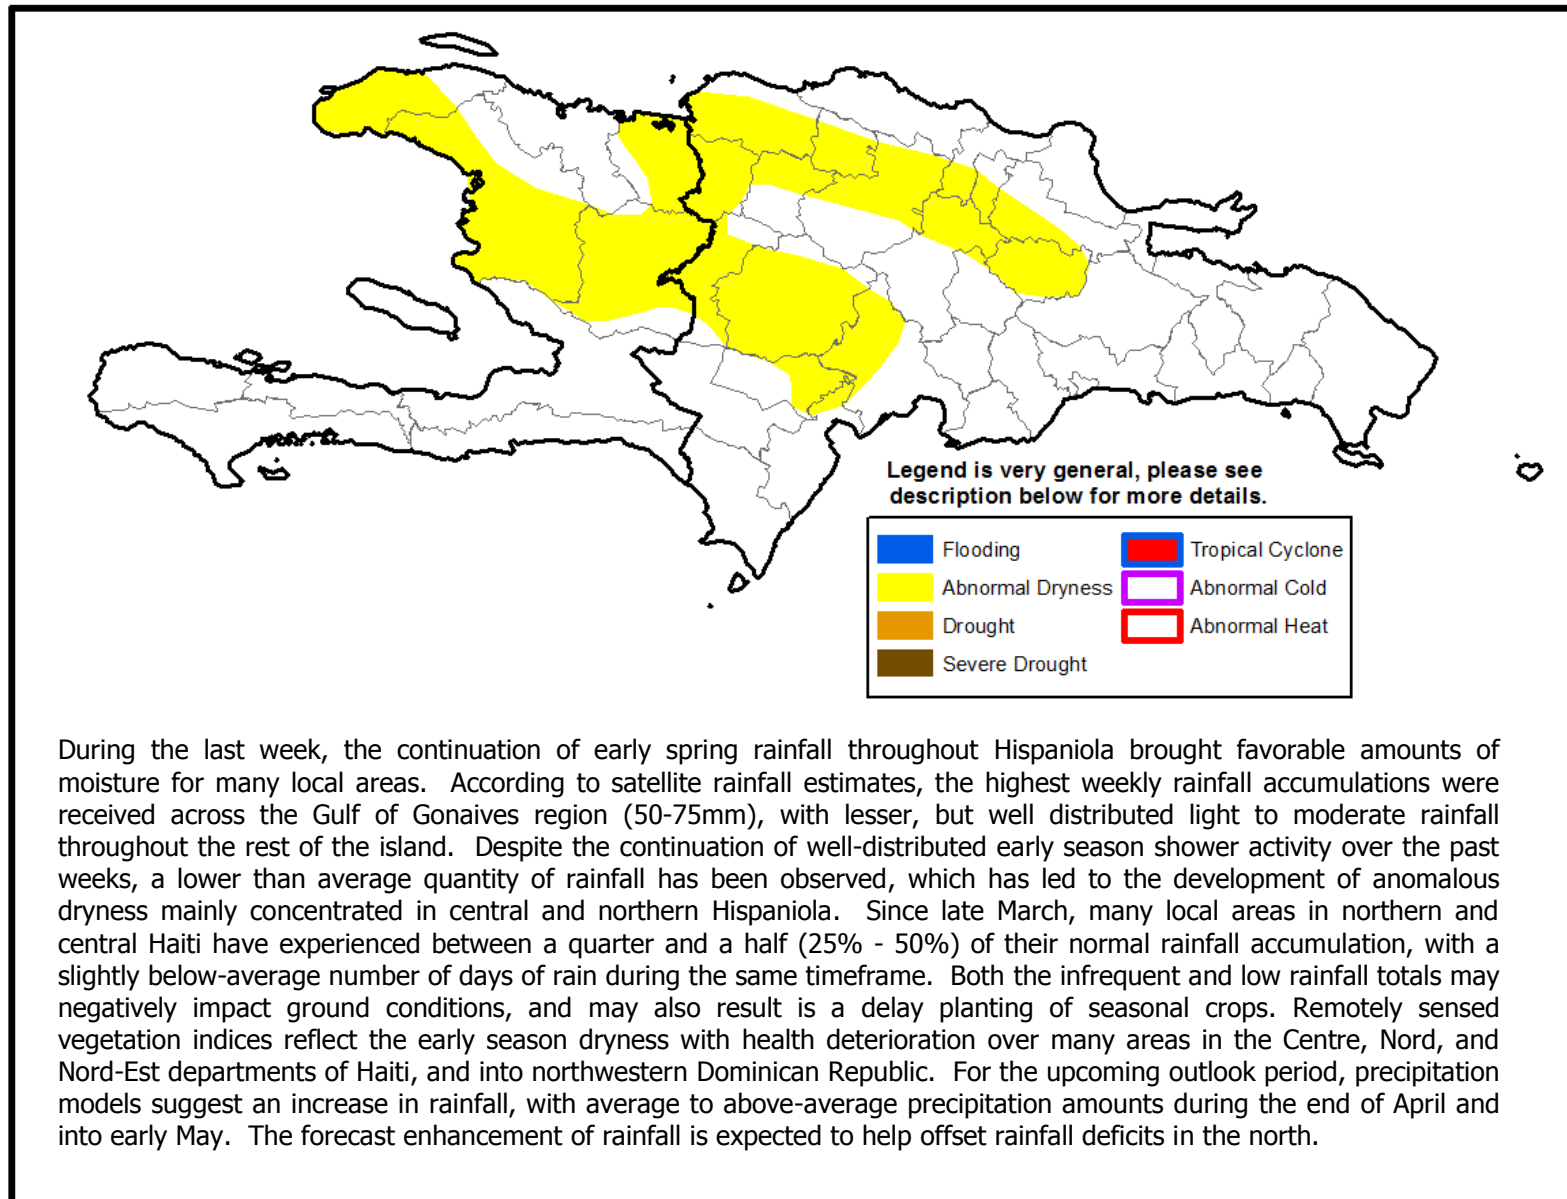 Legend is very general, please see
description below for more details.
Flooding
Tropical Cyclone
Abnormal Dryness
Abnormal Cold
Drought
Abnormal Heat
Severe Drought
During the last week, the continuation of early spring rainfall throughout Hispaniola brought favorable amounts of
moisture for many local areas. According to satellite rainfall estimates, the highest weekly rainfall accumulations were
received across the Gulf of Gonaives region (50-75mm), with lesser, but well distributed light to moderate rainfall
throughout the rest of the island. Despite the continuation of well-distributed early season shower activity over the past
weeks, a lower than average quantity of rainfall has been observed, which has led to the development of anomalous
dryness mainly concentrated in central and northern Hispaniola. Since late March, many local areas in northern and
central Haiti have experienced between a quarter and a half (25% - 50%) of their normal rainfall accumulation, with a
slightly below-average number of days of rain during the same timeframe. Both the infrequent and low rainfall totals may
negatively impact ground conditions, and may also result is a delay planting of seasonal crops. Remotely sensed
vegetation indices reflect the early season dryness with health deterioration over many areas in the Centre, Nord, and
Nord-Est departments of Haiti, and into northwestern Dominican Republic. For the upcoming outlook period, precipitation
models suggest an increase in rainfall, with average to above-average precipitation amounts during the end of April and
into early May. The forecast enhancement of rainfall is expected to help offset rainfall deficits in the north.